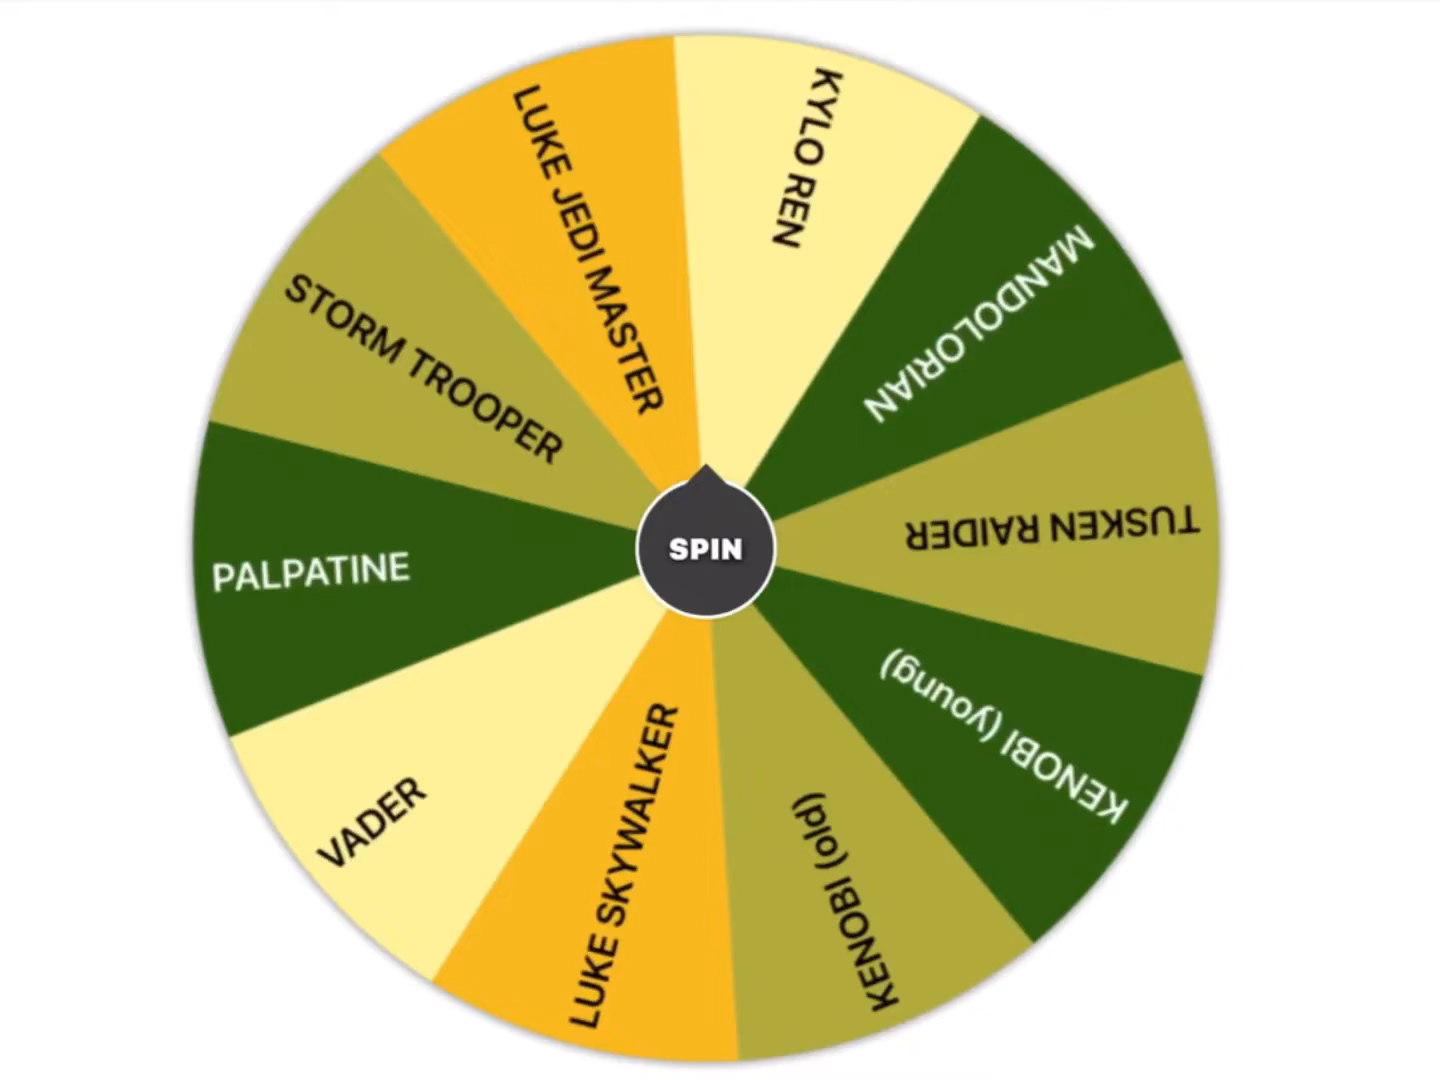 KYLO REN
MANDOLORIAN
TUSKEN RAIDER
KENOBI (young)
KENOBI (old)
LUKE SKYWALKER
VADER
PALPATINE
STORM TROOPER
LUKE JEDI MASTER
SPIN